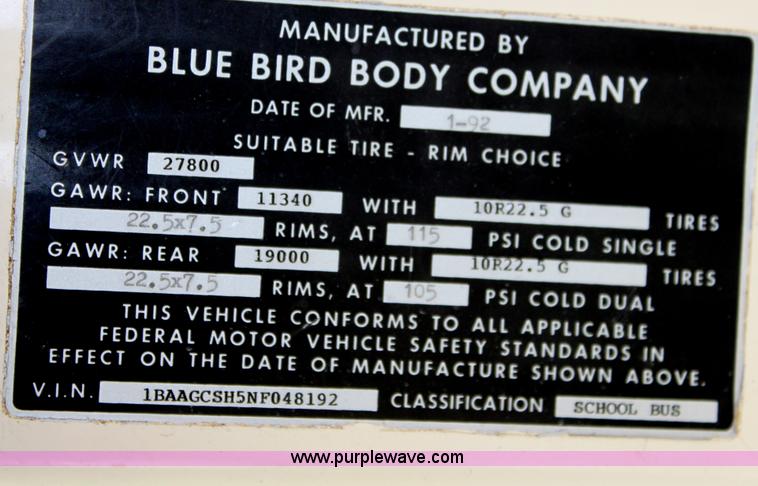 MANUFACTURED BY
BLUE BIRD BODY COMPANY
DATE OF MFR. 1-92
SUITABLE TIRE - RIM CHOICE
GVWR 27800
GAWR: FRONT 11340 WITH 10R22.5 G TIRES
22.5x7.5 RIMS, AT 115 PSI COLD SINGLE
GAWR: REAR 19000 WITH 10R22.5 G TIRES
22.5x7.5 RIMS, AT 105 PSI COLD DUAL
THIS VEHICLE CONFORMS TO ALL APPLICABLE
FEDERAL MOTOR VEHICLE SAFETY STANDARDS IN
EFFECT ON THE DATE OF MANUFACTURE SHOWN ABOVE.
V.I.N. 1BAAGCSH5NF048192 CLASSIFICATION SCHOOL BUS
www.purplewave.com